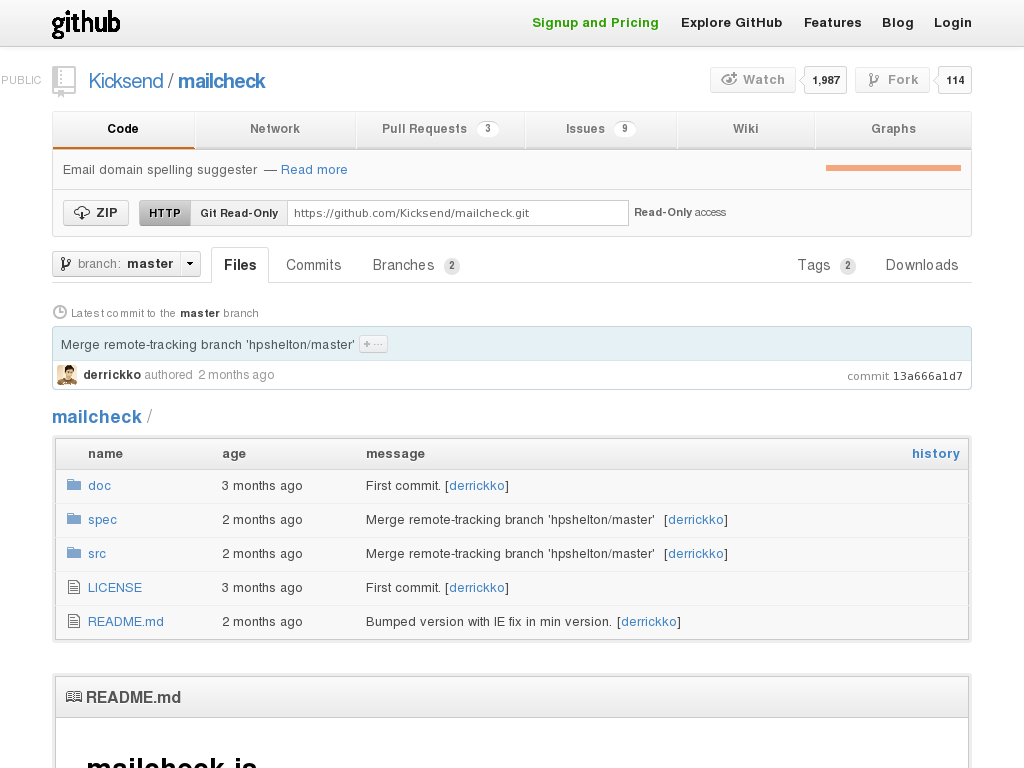 github
Signup and Pricing Explore GitHub Features Blog Login
PUBLIC Kicksend / mailcheck Watch 1,987 Fork 114
Code Network Pull Requests 3 Issues 9 Wiki Graphs
Email domain spelling suggester — Read more
ZIP HTTP Git Read-Only https://github.com/Kicksend/mailcheck.git Read-Only access
branch: master Files Commits Branches 2 Tags 2 Downloads
Latest commit to the master branch
Merge remote-tracking branch 'hpshelton/master' + ...
derrickko authored 2 months ago commit 13a666a1d7
mailcheck /
name age message history
doc 3 months ago First commit. [derrickko]
spec 2 months ago Merge remote-tracking branch 'hpshelton/master' [derrickko]
src 2 months ago Merge remote-tracking branch 'hpshelton/master' [derrickko]
LICENSE 3 months ago First commit. [derrickko]
README.md 2 months ago Bumped version with IE fix in min version. [derrickko]
README.md
mailcheck.js